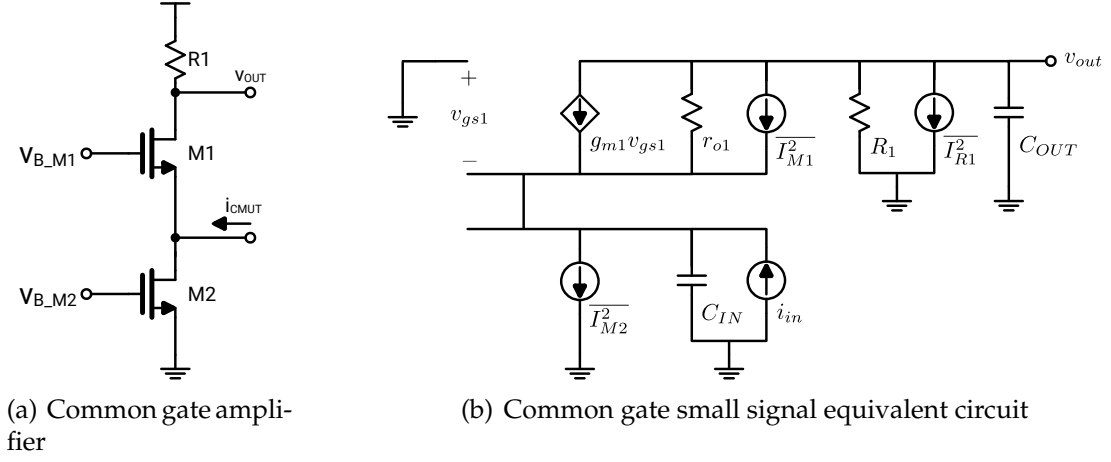 R1
vOUT
VB_M1
M1
iCMUT
VB_M2
M2
+
vgs1
−
gm1vgs1
ro1
I²M1
R1
I²R1
COUT
vout
I²M2
CIN
iin
(a) Common gate ampli-
fier
(b) Common gate small signal equivalent circuit